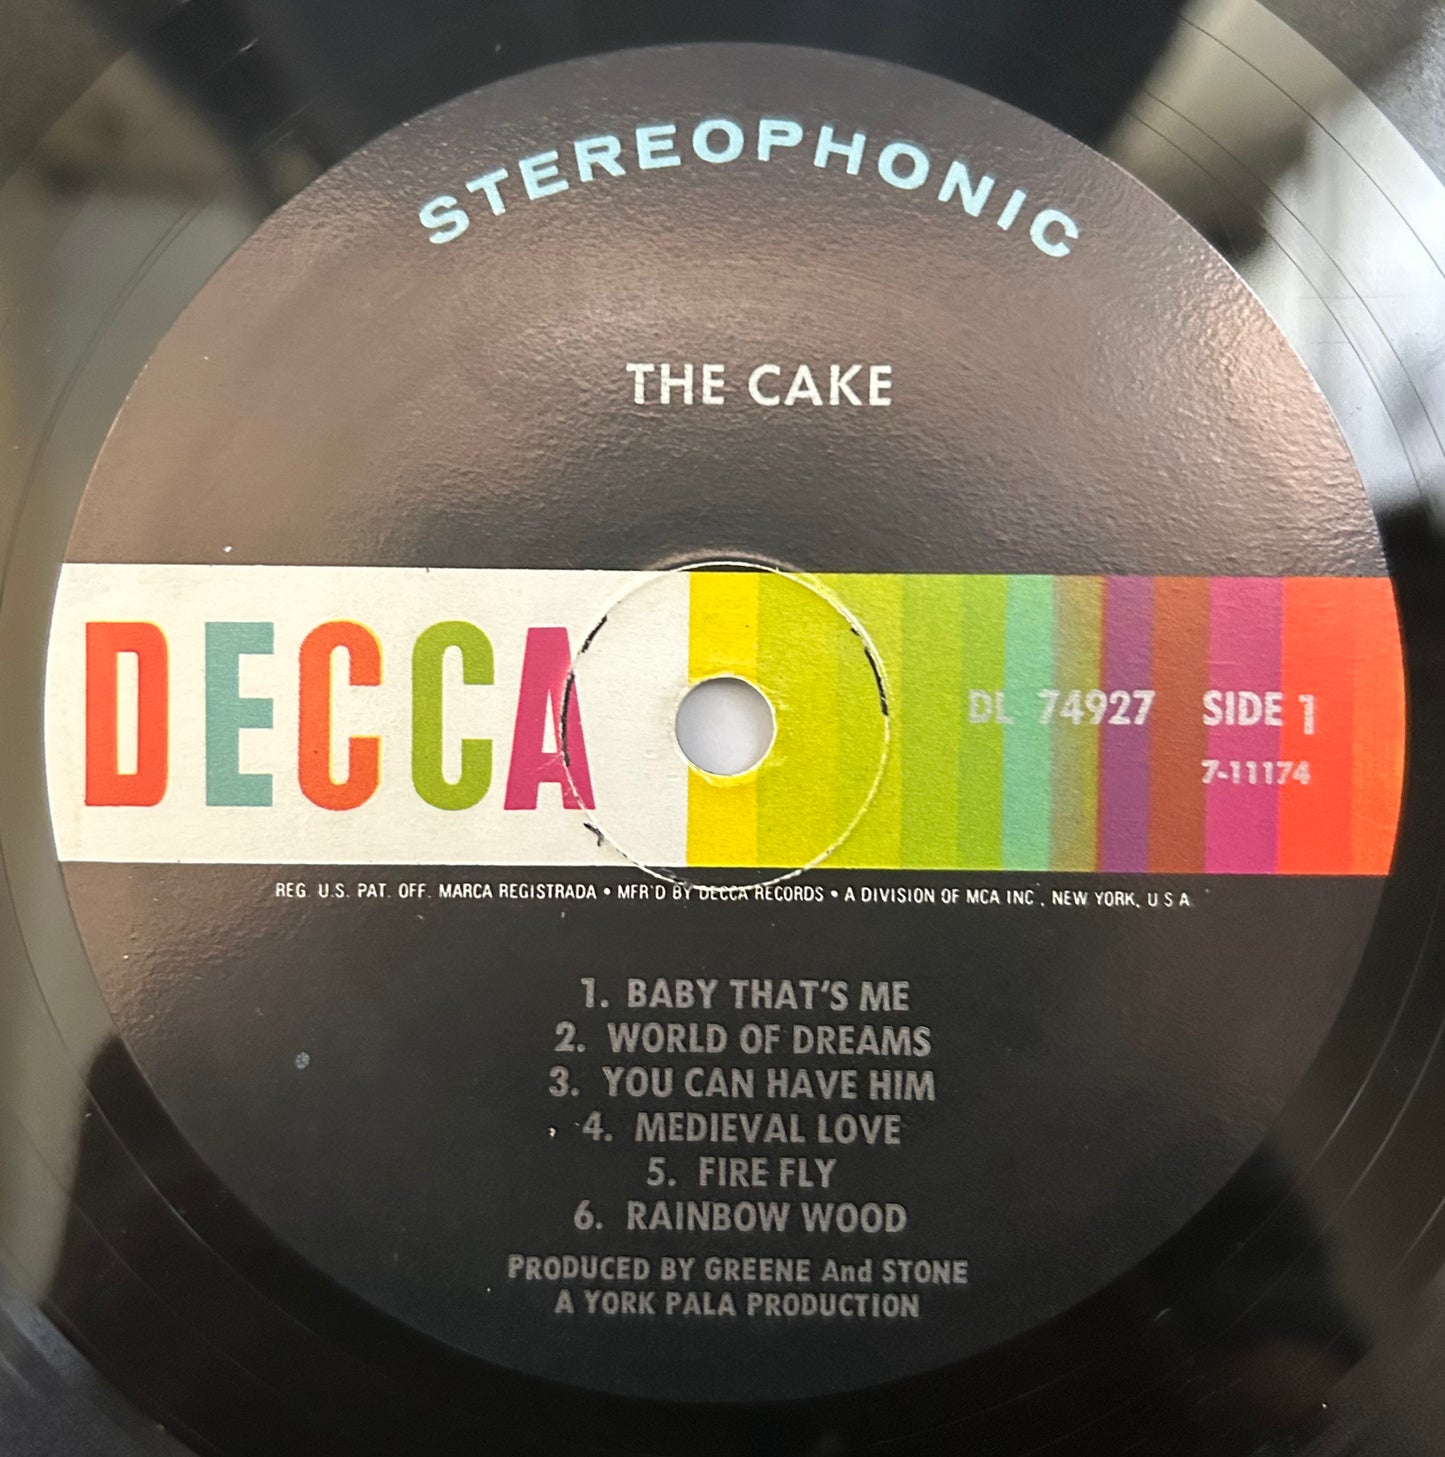 STEREOPHONIC
THE CAKE
DECCA
DL 74927 SIDE 1
7-11174
REG. U.S. PAT. OFF. MARCA REGISTRADA • MFR'D BY DECCA RECORDS • A DIVISION OF MCA INC., NEW YORK, U S A
1. BABY THAT'S ME
2. WORLD OF DREAMS
3. YOU CAN HAVE HIM
4. MEDIEVAL LOVE
5. FIRE FLY
6. RAINBOW WOOD
PRODUCED BY GREENE And STONE
A YORK PALA PRODUCTION